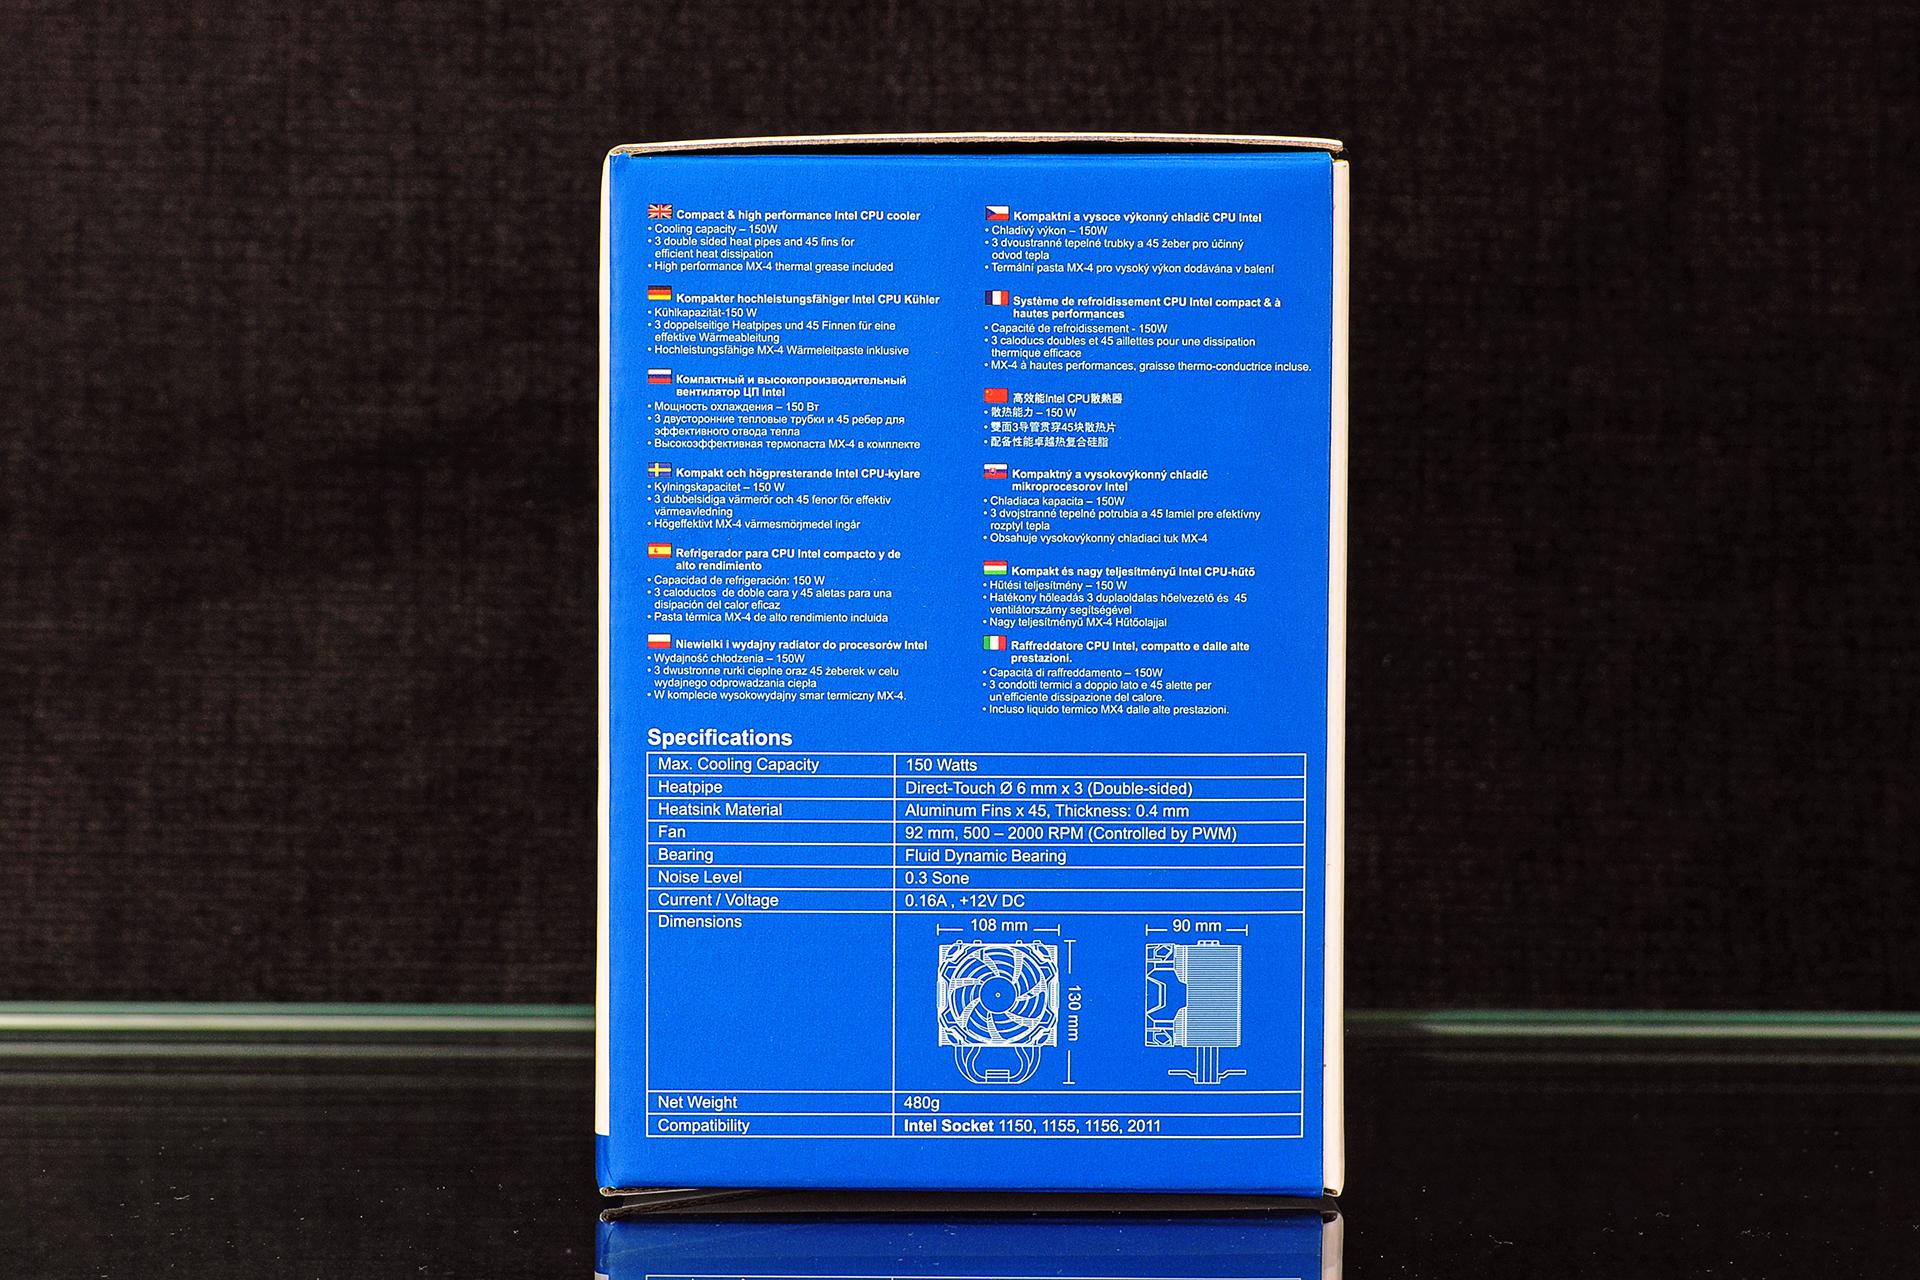 Compact & high performance Intel CPU cooler
• Cooling capacity – 150W
• 3 double sided heat pipes and 45 fins for
efficient heat dissipation
• High performance MX-4 thermal grease included
Kompakter hochleistungsfähiger Intel CPU Kühler
• Kühlkapazität-150 W
• 3 doppelseitige Heatpipes und 45 Finnen für eine
effektive Wärmeableitung
• Hochleistungsfähige MX-4 Wärmeleitpaste inklusive
Компактный и высокопроизводительный
вентилятор ЦП Intel
• Мощность охлаждения – 150 Вт
• 3 двусторонние тепловые трубки и 45 ребер для
эффективного отвода тепла
• Высокоэффективная термопаста MX-4 в комплекте
Kompakt och högpresterande Intel CPU-kylare
• Kylningskapacitet – 150 W
• 3 dubbelsidiga värmerör och 45 fenor för effektiv
värmeavledning
• Högeffektivt MX-4 värmesmörjmedel ingår
Refrigerador para CPU Intel compacto y de
alto rendimiento
• Capacidad de refrigeración: 150 W
• 3 caloductos de doble cara y 45 aletas para una
disipación del calor eficaz
• Pasta térmica MX-4 de alto rendimiento incluida
Niewielki i wydajny radiator do procesorów Intel
• Wydajność chłodzenia – 150W
• 3 dwustronne rurki cieplne oraz 45 żeberek w celu
wydajnego odprowadzania ciepła
• W komplecie wysokowydajny smar termiczny MX-4.
Kompaktní a vysoce výkonný chladič CPU Intel
• Chladivý výkon – 150W
• 3 dvoustranné tepelné trubky a 45 žeber pro účinný
odvod tepla
• Termální pasta MX-4 pro vysoký výkon dodávána v balení
Système de refroidissement CPU Intel compact & à
hautes performances
• Capacité de refroidissement - 150W
• 3 caloducs doubles et 45 aillettes pour une dissipation
thermique efficace
• MX-4 à hautes performances, graisse thermo-conductrice incluse.
高效能Intel CPU散熱器
• 散热能力 – 150 W
• 雙面3导管贯穿45块散热片
• 配备性能卓越热复合硅脂
Kompaktný a vysokovýkonný chladič
mikroprocesorov Intel
• Chladiaca kapacita – 150W
• 3 dvojstranné tepelné potrubia a 45 lamiel pre efektívny
rozptyl tepla
• Obsahuje vysokovýkonný chladiaci tuk MX-4
Kompakt és nagy teljesítményű Intel CPU-hűtő
• Hűtési teljesítmény – 150 W
• Hatékony hőleadás 3 duplaoldalas hőelvezető és 45
ventilátorszárny segítségével
• Nagy teljesítményű MX-4 Hűtőolajjal
Raffreddatore CPU Intel, compatto e dalle alte
prestazioni.
• Capacità di raffreddamento – 150W
• 3 condotti termici a doppio lato e 45 alette per
un'efficiente dissipazione del calore.
• Incluso liquido termico MX4 dalle alte prestazioni.
Specifications
Max. Cooling Capacity 150 Watts
Heatpipe Direct-Touch Ø 6 mm x 3 (Double-sided)
Heatsink Material Aluminum Fins x 45, Thickness: 0.4 mm
Fan 92 mm, 500 – 2000 RPM (Controlled by PWM)
Bearing Fluid Dynamic Bearing
Noise Level 0.3 Sone
Current / Voltage 0.16A , +12V DC
Dimensions
108 mm
90 mm
130 mm
Net Weight 480g
Compatibility Intel Socket 1150, 1155, 1156, 2011